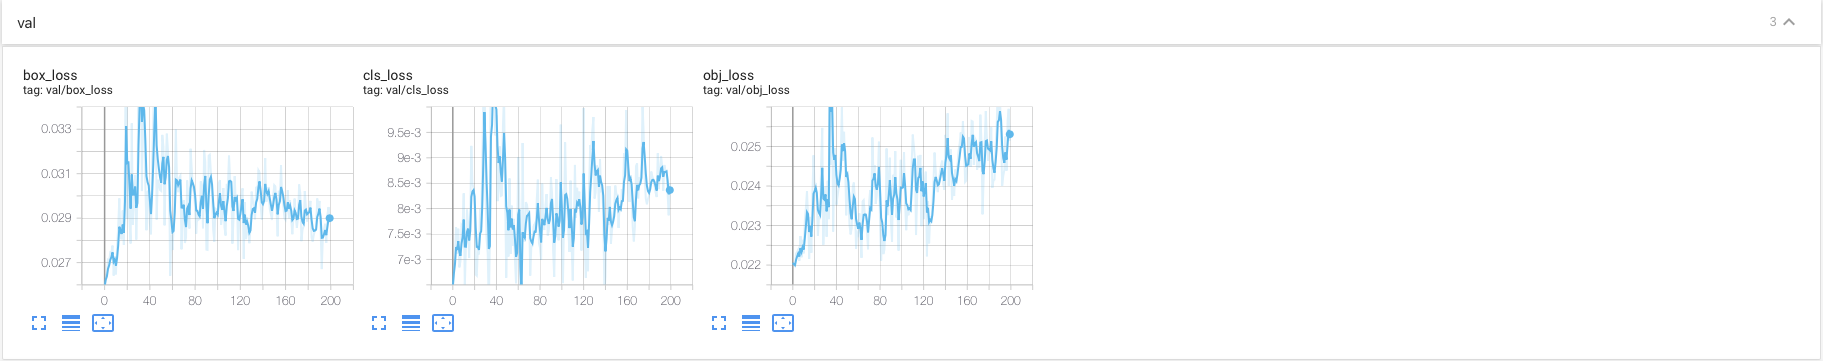 val
3
box_loss
tag: val/box_loss
0.033
0.031
0.029
0.027
0 40 80 120 160 200
cls_loss
tag: val/cls_loss
9.5e-3
9e-3
8.5e-3
8e-3
7.5e-3
7e-3
0 40 80 120 160 200
obj_loss
tag: val/obj_loss
0.025
0.024
0.023
0.022
0 40 80 120 160 200